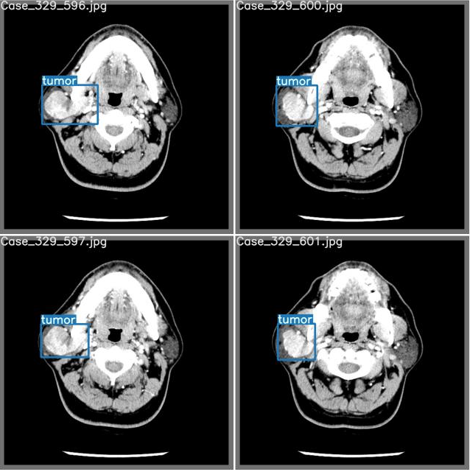 Case_329_596.jpg
tumor
Case_329_600.jpg
tumor
Case_329_597.jpg
tumor
Case_329_601.jpg
tumor